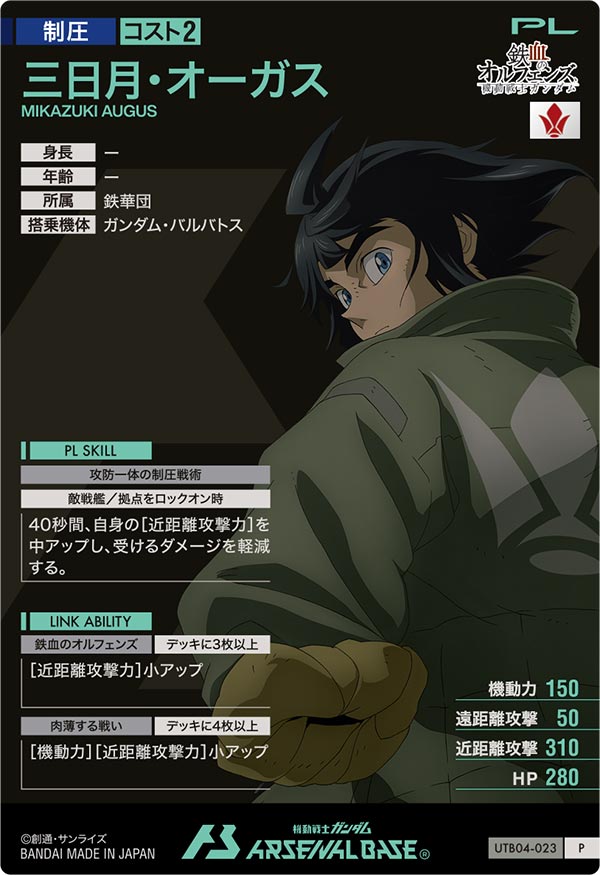 制圧 コスト2
PL
三日月・オーガス
MIKAZUKI AUGUS
鉄血の
オルフェンズ
機動戦士ガンダム
身長 ー
年齢 ー
所属 鉄華団
搭乗機体 ガンダム・バルバトス
PL SKILL
攻防一体の制圧戦術
敵戦艦／拠点をロックオン時
40秒間、自身の[近距離攻撃力]を
中アップし、受けるダメージを軽減
する。
LINK ABILITY
鉄血のオルフェンズ デッキに3枚以上
[近距離攻撃力]小アップ
肉薄する戦い デッキに4枚以上
[機動力][近距離攻撃力]小アップ
機動力 150
遠距離攻撃 50
近距離攻撃 310
HP 280
©創通・サンライズ
BANDAI MADE IN JAPAN
機動戦士ガンダム
AB ARSENAL BASE®
UTB04-023 P